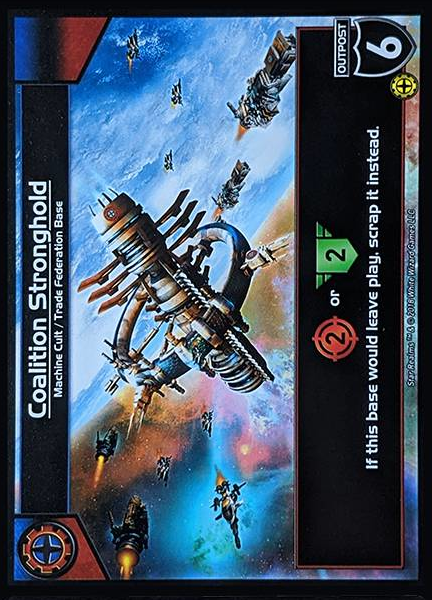 Coalition Stronghold
Machine Cult / Trade Federation Base
OUTPOST
6
2 or 2
If this base would leave play, scrap it instead.
Star Realms™ & ©2018 White Wizard Games LLC.